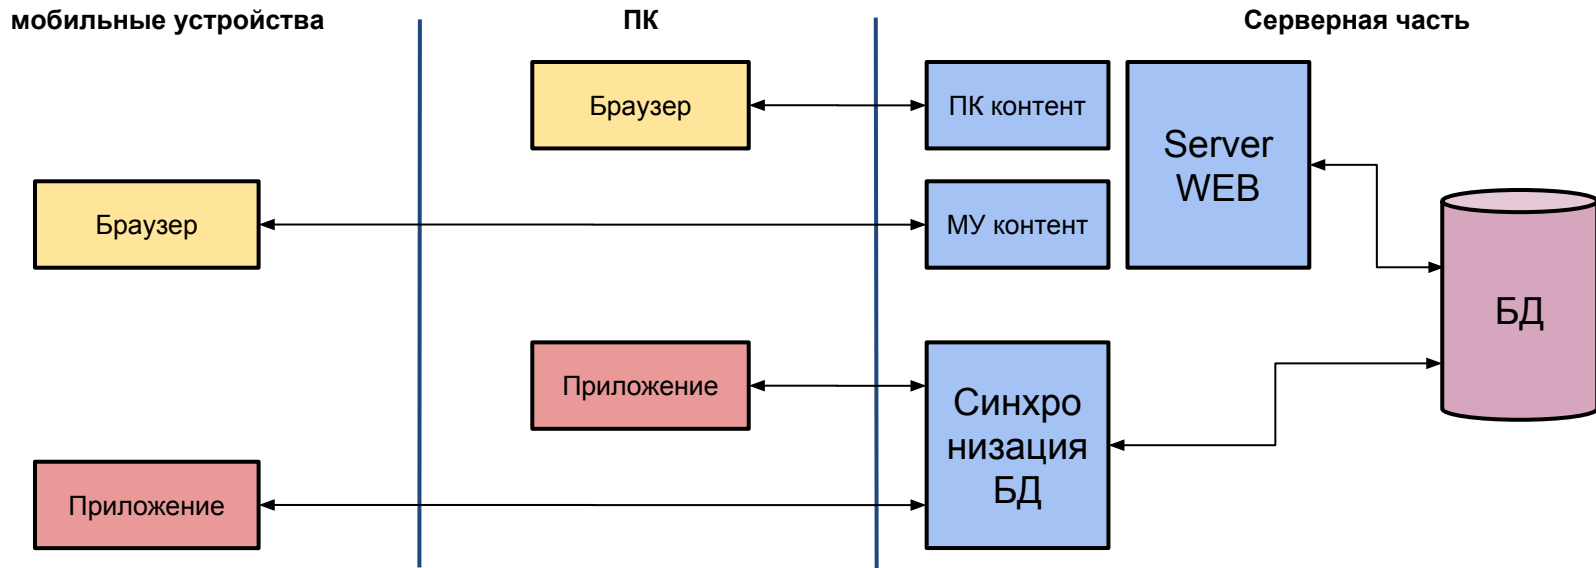 мобильные устройства
ПК
Серверная часть
Браузер
ПК контент
Server
WEB
Браузер
МУ контент
БД
Приложение
Синхро
низация
БД
Приложение